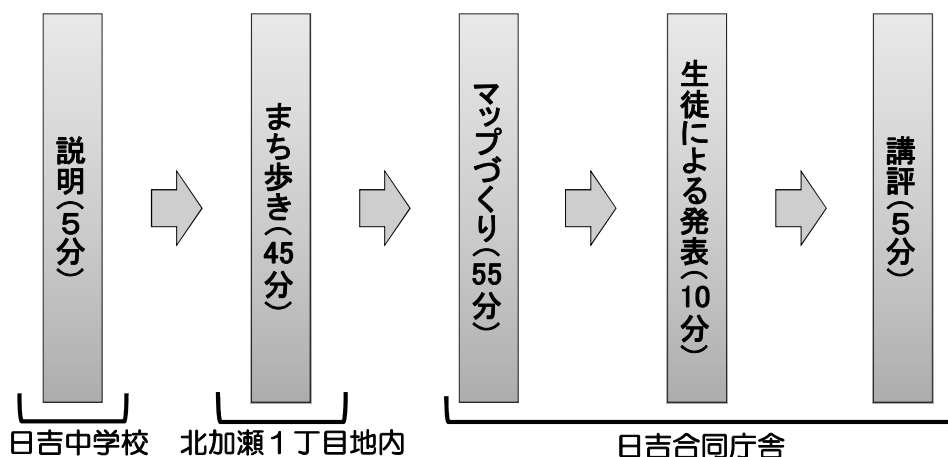 説明(5分)
まち歩き(45分)
マップづくり(55分)
生徒による発表(10分)
講評(5分)
日吉中学校
北加瀬1丁目地内
日吉合同庁舎